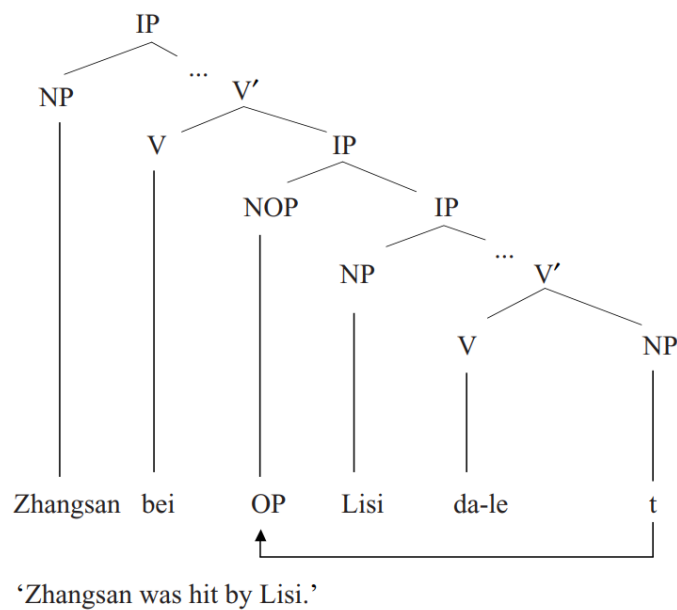 IP
...
NP
V′
V
IP
NOP
IP
...
NP
V′
V
NP
Zhangsan bei OP Lisi da-le t
‘Zhangsan was hit by Lisi.’